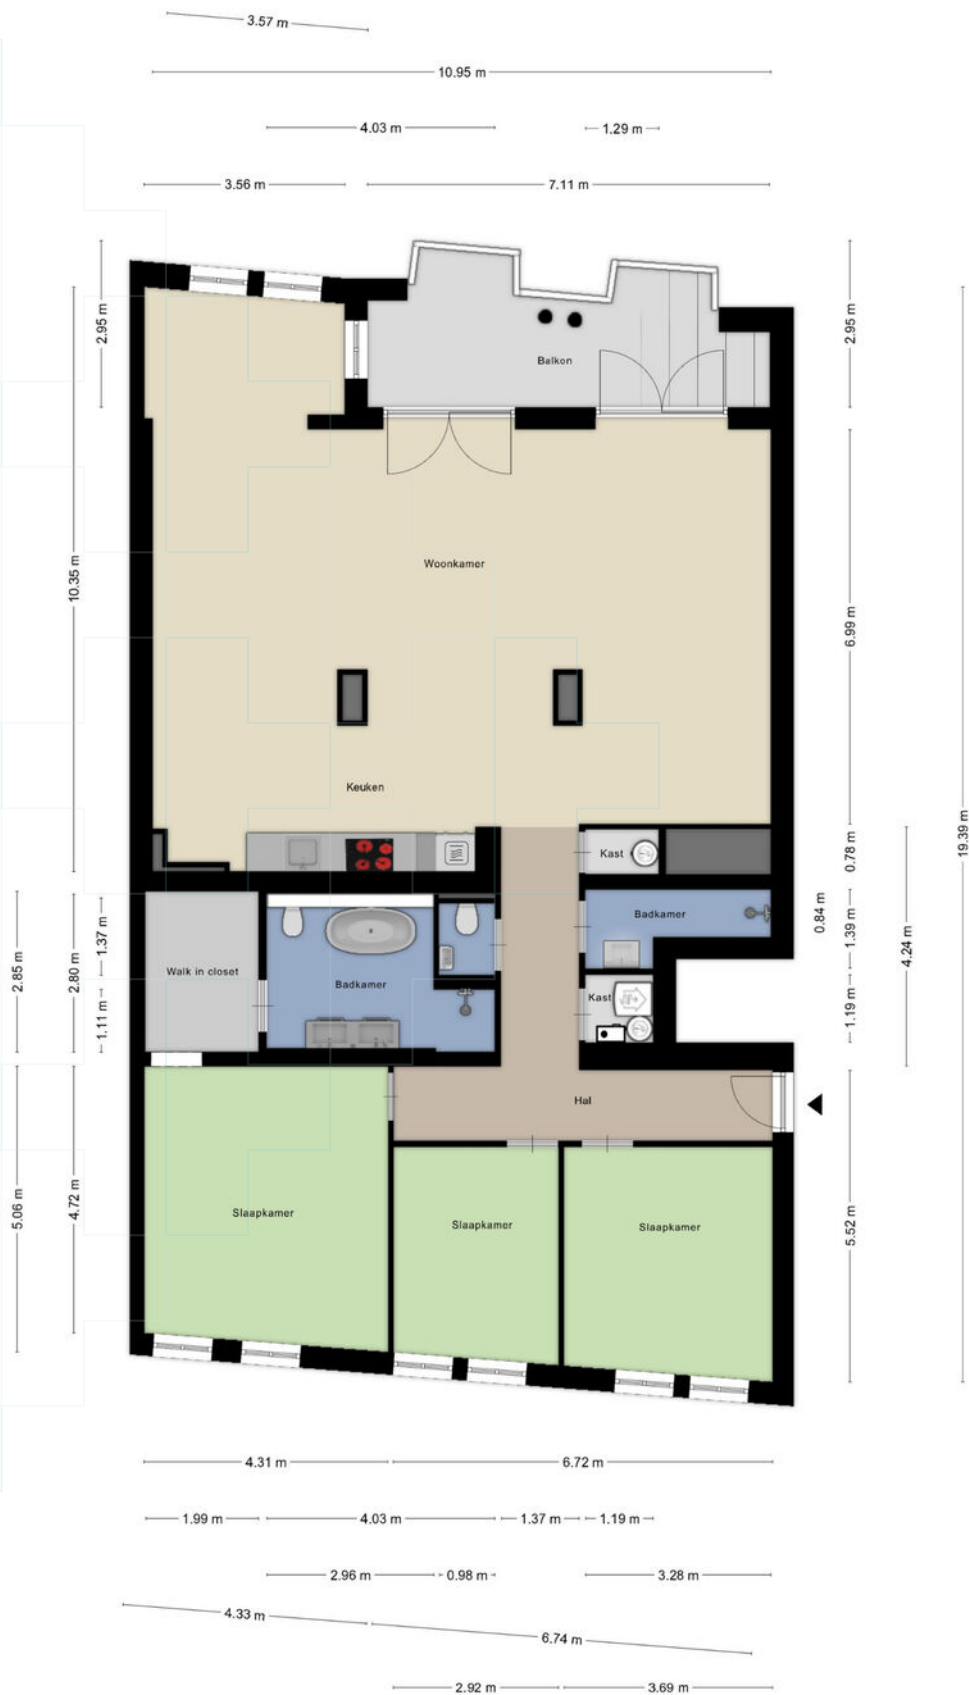 3.57 m
10.95 m
4.03 m
1.29 m
3.56 m
7.11 m
2.95 m
2.95 m
Balkon
10.35 m
Woonkamer
6.99 m
Keuken
Kast
0.78 m
19.39 m
Badkamer
0.84 m
1.39 m
4.24 m
1.37 m
2.85 m
2.80 m
Walk in closet
Badkamer
Kast
1.11 m
1.19 m
Hal
5.06 m
4.72 m
Slaapkamer
Slaapkamer
Slaapkamer
5.52 m
4.31 m
6.72 m
1.99 m
4.03 m
1.37 m
1.19 m
2.96 m
0.98 m
3.28 m
4.33 m
6.74 m
2.92 m
3.69 m